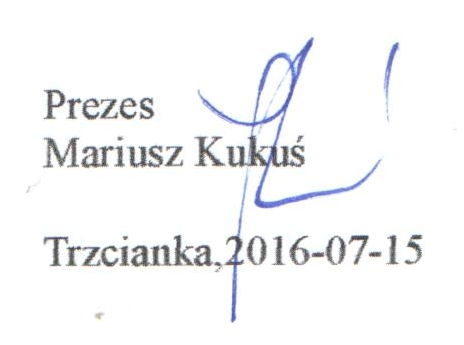 Prezes
Mariusz Kukuś
Trzcianka,2016-07-15